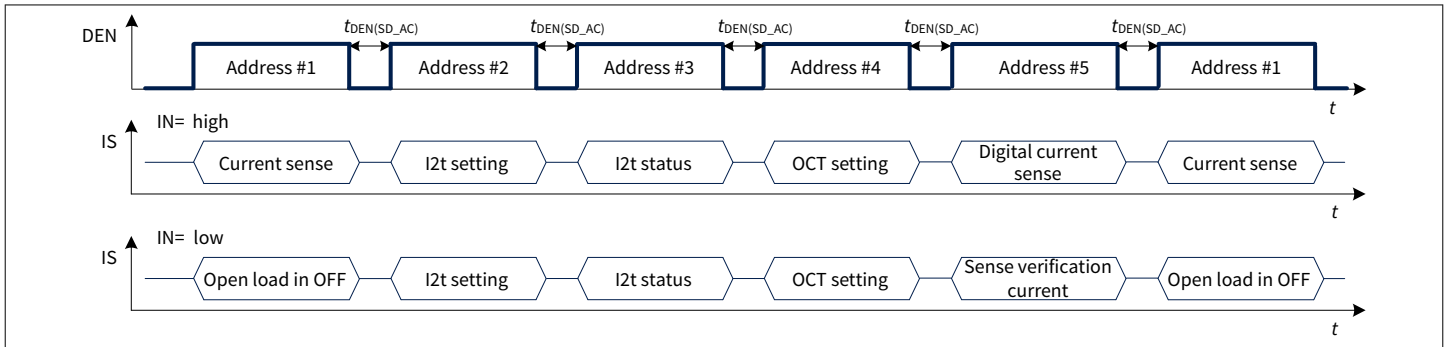 tDEN(SD_AC) tDEN(SD_AC) tDEN(SD_AC) tDEN(SD_AC) tDEN(SD_AC)
DEN
Address #1 Address #2 Address #3 Address #4 Address #5 Address #1
t
IN= high
IS
Current sense I2t setting I2t status OCT setting Digital current sense Current sense
t
IN= low
IS
Open load in OFF I2t setting I2t status OCT setting Sense verification current Open load in OFF
t